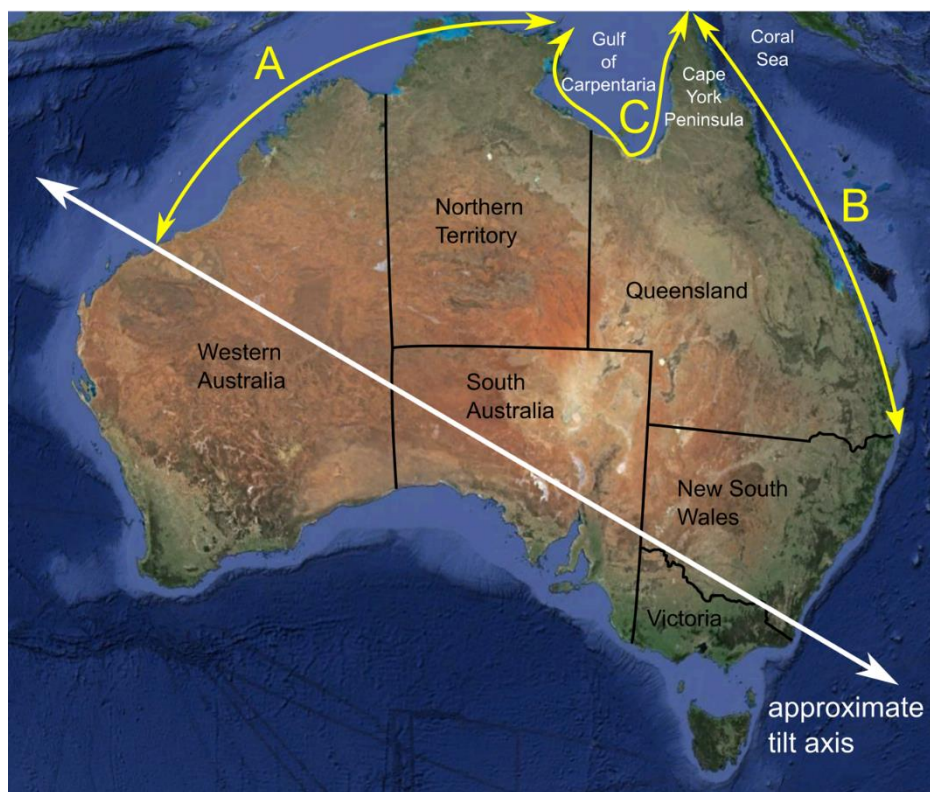 A
Gulf
of
Carpentaria
Coral
Sea
Cape
York
Peninsula
C
B
Northern
Territory
Queensland
Western
Australia
South
Australia
New South
Wales
Victoria
approximate
tilt axis